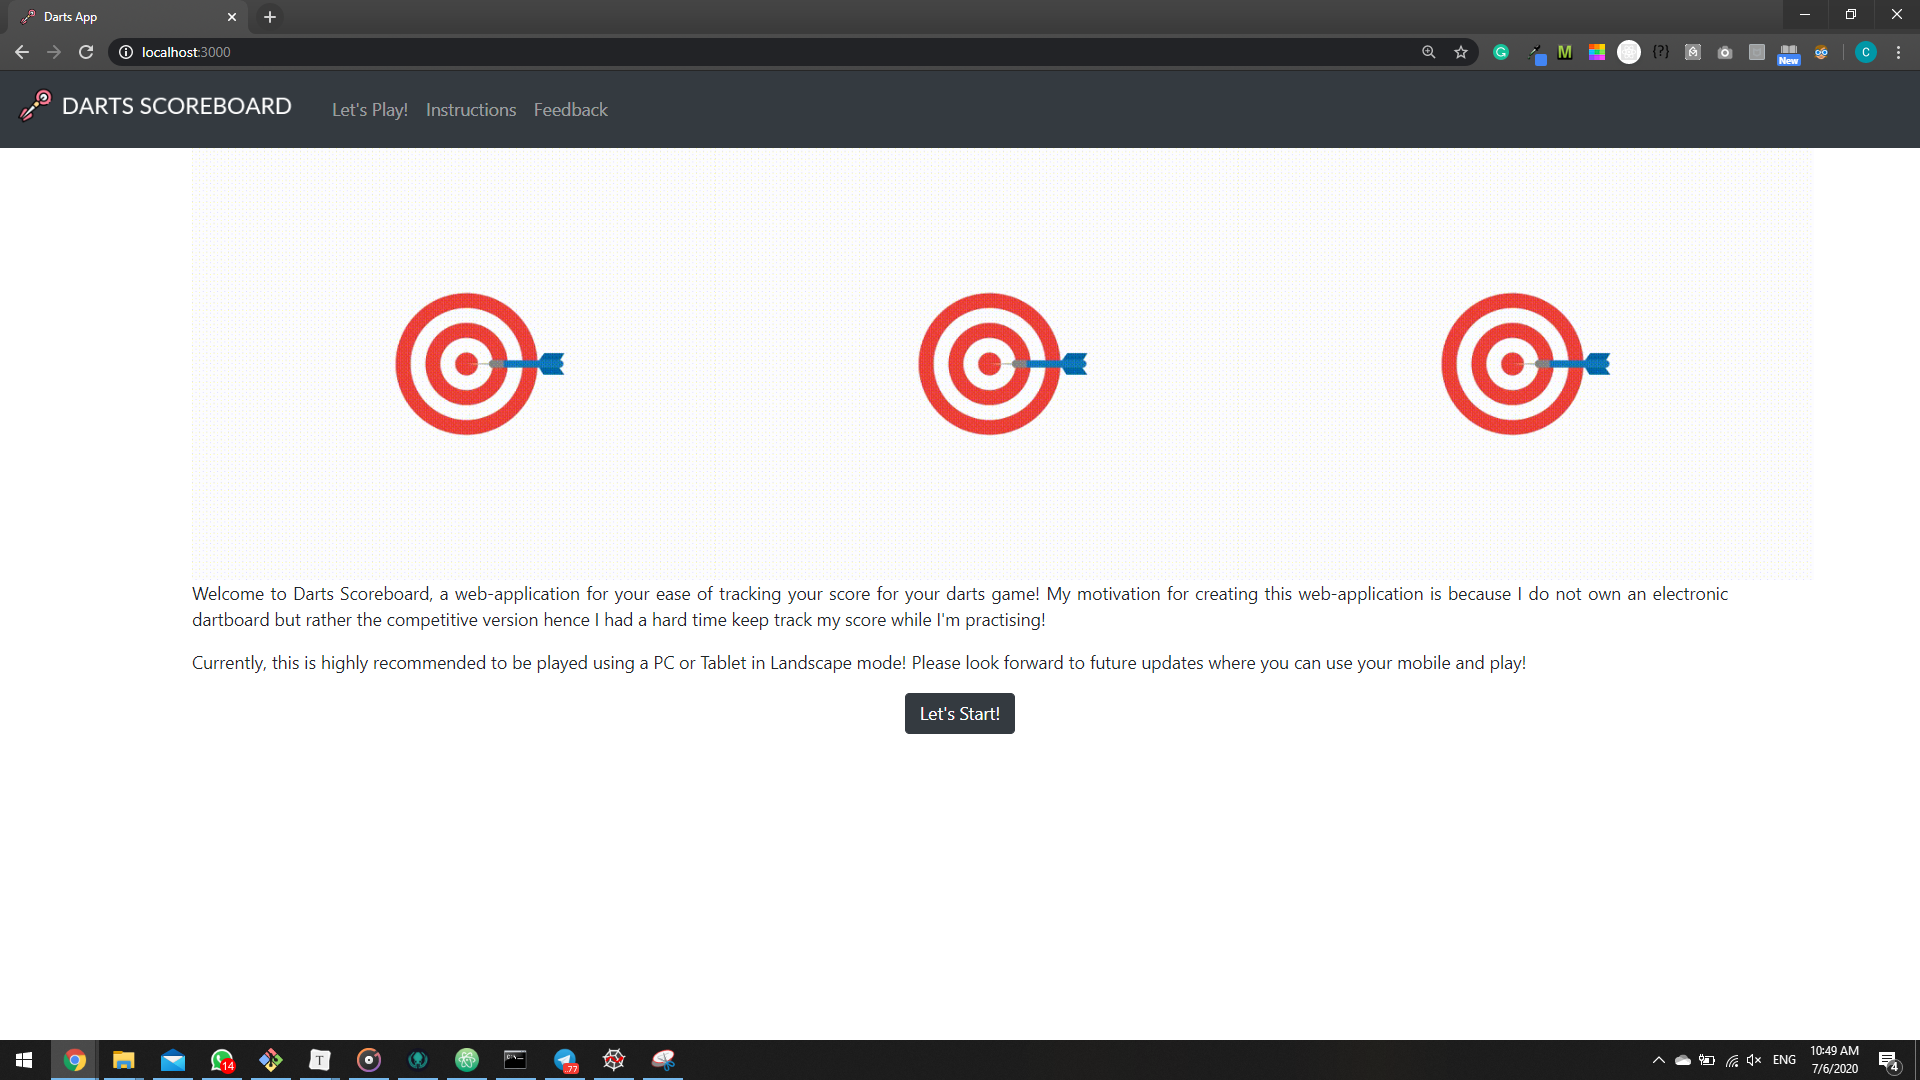 Darts App
localhost:3000
M
{?}
New
C
DARTS SCOREBOARD
Let's Play!
Instructions
Feedback
Welcome to Darts Scoreboard, a web-application for your ease of tracking your score for your darts game! My motivation for creating this web-application is because I do not own an electronic
dartboard but rather the competitive version hence I had a hard time keep track my score while I'm practising!
Currently, this is highly recommended to be played using a PC or Tablet in Landscape mode! Please look forward to future updates where you can use your mobile and play!
Let's Start!
14
T
77
ENG
10:49 AM
7/6/2020
4